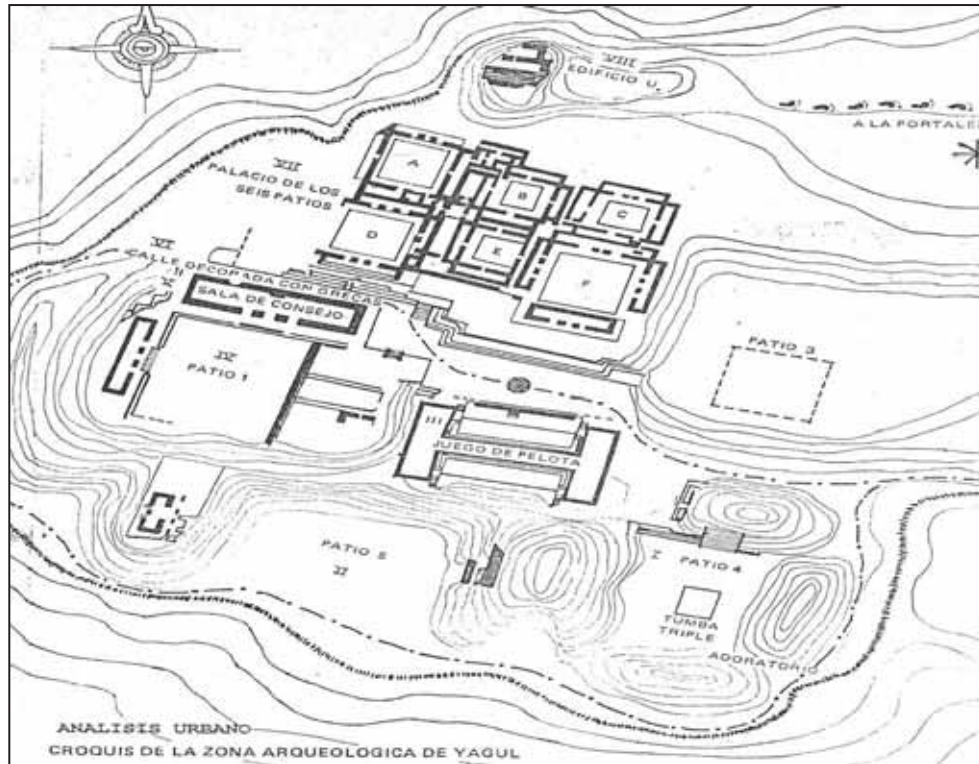 VIII
EDIFICIO U.
A LA FORTALE
VII
PALACIO DE LOS
SEIS PATIOS
A
B
C
D
E
F
VI
CALLE DECORADA CON GRECAS
SALA DE CONSEJO
IV
PATIO 1
PATIO 3
III
JUEGO DE PELOTA
PATIO 5
PATIO 4
TUMBA
TRIPLE
ADORATORIO
ANALISIS URBANO
CROQUIS DE LA ZONA ARQUEOLOGICA DE YAGUL